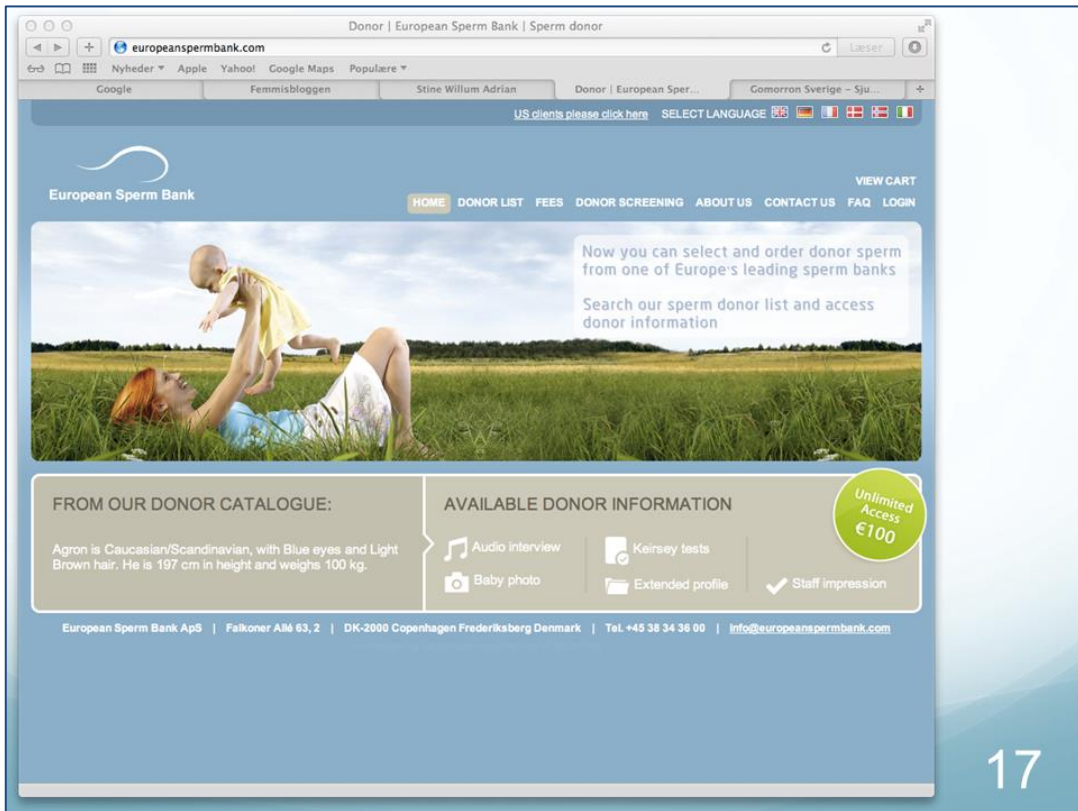 Donor | European Sperm Bank | Sperm donor
europeanspermbank.com
Læser
Nyheder Apple Yahoo! Google Maps Populære
Google Femmisbloggen Stine Willum Adrian Donor | European Sper... Gomorron Sverige – Sju... +
US clients please click here SELECT LANGUAGE
European Sperm Bank
VIEW CART
HOME DONOR LIST FEES DONOR SCREENING ABOUT US CONTACT US FAQ LOGIN
Now you can select and order donor sperm
from one of Europe's leading sperm banks
Search our sperm donor list and access
donor information
FROM OUR DONOR CATALOGUE:
Agron is Caucasian/Scandinavian, with Blue eyes and Light
Brown hair. He is 197 cm in height and weighs 100 kg.
AVAILABLE DONOR INFORMATION
Unlimited
Access
€100
Audio interview
Keirsey tests
Baby photo
Extended profile
Staff impression
European Sperm Bank ApS | Falkoner Allé 63, 2 | DK-2000 Copenhagen Frederiksberg Denmark | Tel. +45 38 34 36 00 | Info@europeanspermbank.com
17